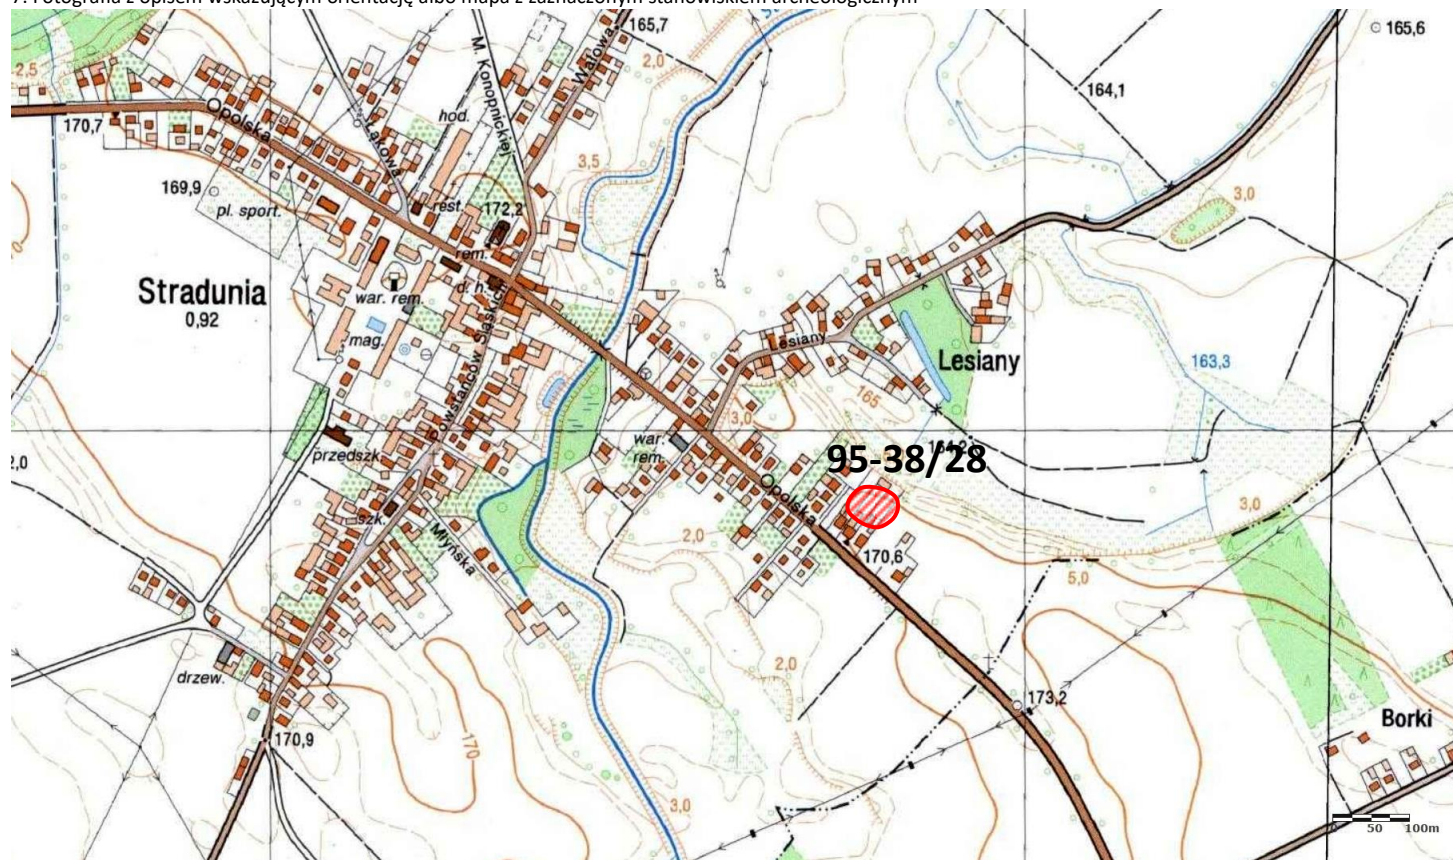 7. Fotografia z opisem wskazującym orientację albo mapa z zaznaczonym stanowiskiem archeologicznym
165,7
165,6
2,5
2,0
M. Konopnickiej
Wałowa
164,1
170,7
Opolska
hod.
Łąkowa
3,5
169,9
pl. sport.
rest.
172,2
3,0
rem.
Stradunia
0,92
war. rem.
d. h.
mag.
Powstańców Śląskich
Lesiany
Lesiany
163,3
165
3,0
przedszk.
war.
rem.
164,2
95-38/28
2,0
Opolska
szk.
Młyńska
2,0
3,0
170,6
5,0
2,0
drzew.
173,2
Borki
170,9
170
3,0
0 50 100m